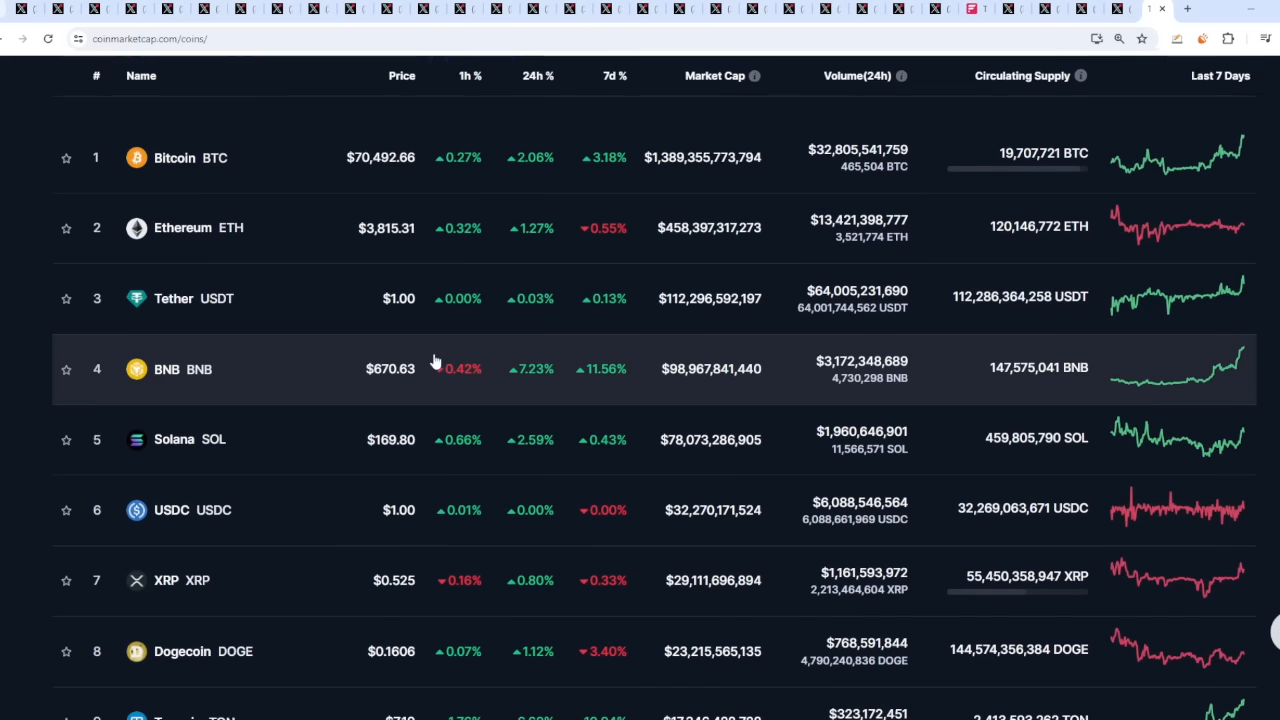 coinmarketcap.com/coins/
# Name Price 1h % 24h % 7d % Market Cap Volume(24h) Circulating Supply Last 7 Days
1 Bitcoin BTC $70,492.66 0.27% 2.06% 3.18% $1,389,355,773,794 $32,805,541,759 19,707,721 BTC
465,504 BTC
2 Ethereum ETH $3,815.31 0.32% 1.27% 0.55% $458,397,317,273 $13,421,398,777 120,146,772 ETH
3,521,774 ETH
3 Tether USDT $1.00 0.00% 0.03% 0.13% $112,296,592,197 $64,005,231,690 112,286,364,258 USDT
64,001,744,562 USDT
4 BNB BNB $670.63 0.42% 7.23% 11.56% $98,967,841,440 $3,172,348,689 147,575,041 BNB
4,730,298 BNB
5 Solana SOL $169.80 0.66% 2.59% 0.43% $78,073,286,905 $1,960,646,901 459,805,790 SOL
11,566,571 SOL
6 USDC USDC $1.00 0.01% 0.00% 0.00% $32,270,171,524 $6,088,546,564 32,269,063,671 USDC
6,088,661,969 USDC
7 XRP XRP $0.525 0.16% 0.80% 0.33% $29,111,696,894 $1,161,593,972 55,450,358,947 XRP
2,213,464,604 XRP
8 Dogecoin DOGE $0.1606 0.07% 1.12% 3.40% $23,215,565,135 $768,591,844 144,574,356,384 DOGE
4,790,240,836 DOGE
$323,172,451